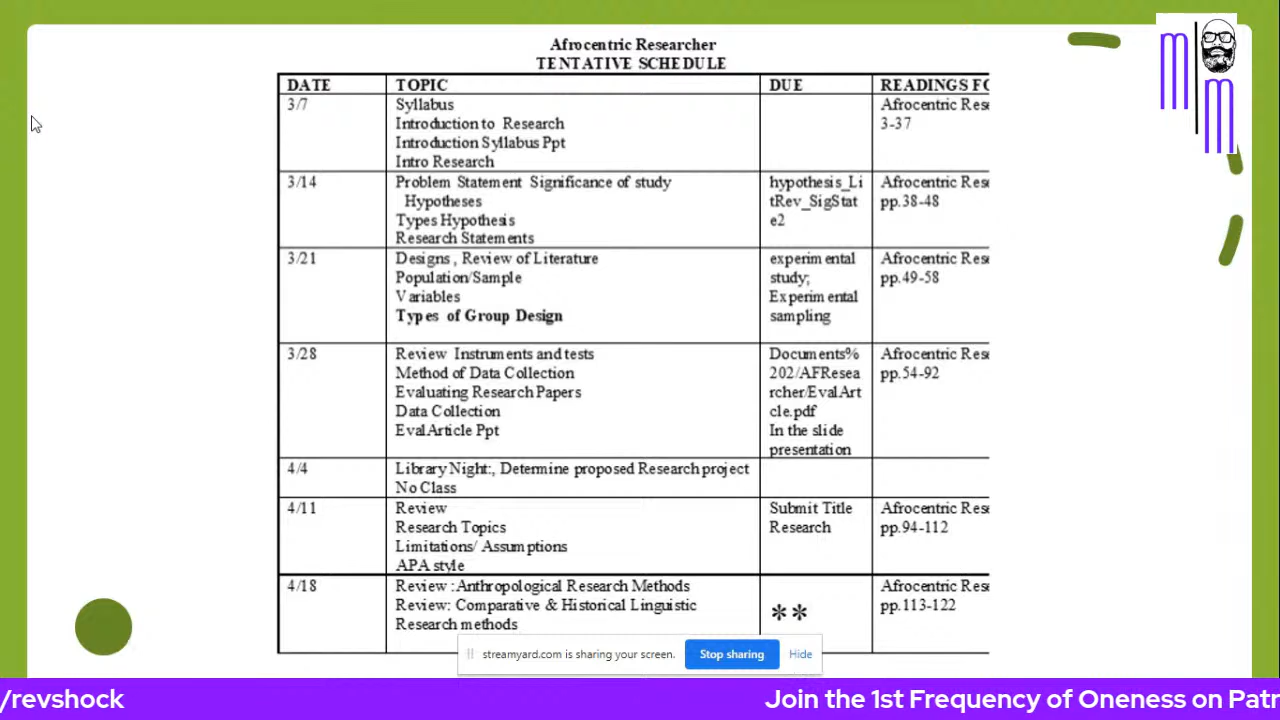 Afrocentric Researcher
TENTATIVE SCHEDULE
DATE TOPIC DUE READINGS FO
3/7 Syllabus Afrocentric Rese
Introduction to Research 3-37
Introduction Syllabus Ppt
Intro Research
3/14 Problem Statement Significance of study hypothesis_Li Afrocentric Rese
Hypotheses tRev_SigStat pp.38-48
Types Hypothesis e2
Research Statements
3/21 Designs , Review of Literature experimental Afrocentric Rese
Population/Sample study; pp.49-58
Variables Experimental
Types of Group Design sampling
3/28 Review Instruments and tests Documents% Afrocentric Rese
Method of Data Collection 202/AFResea pp.54-92
Evaluating Research Papers rcher/EvalArt
Data Collection cle.pdf
EvalArticle Ppt In the slide
presentation
4/4 Library Night:, Determine proposed Research project
No Class
4/11 Review Submit Title Afrocentric Rese
Research Topics Research pp.94-112
Limitations/ Assumptions
APA style
4/18 Review :Anthropological Research Methods Afrocentric Rese
Review: Comparative & Historical Linguistic ** pp.113-122
Research methods
streamyard.com is sharing your screen. Stop sharing Hide
/revshock Join the 1st Frequency of Oneness on Patr
m m